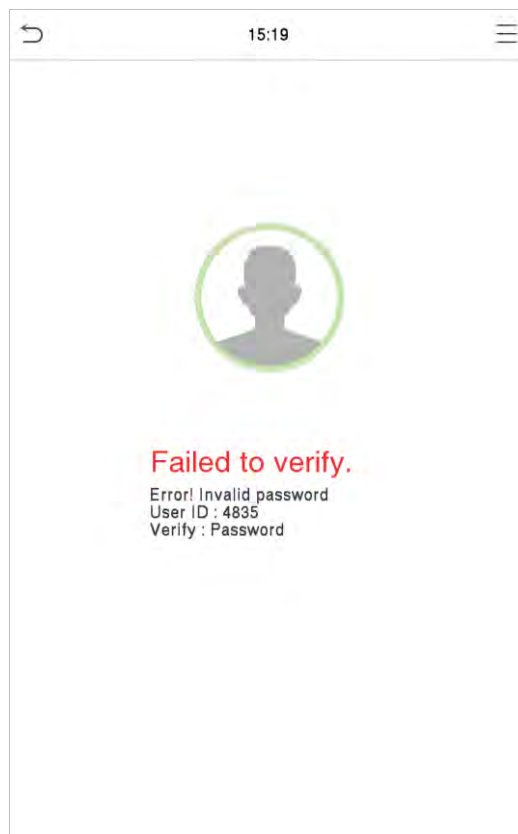 15:19
Failed to verify.
Error! Invalid password
User ID : 4835
Verify : Password